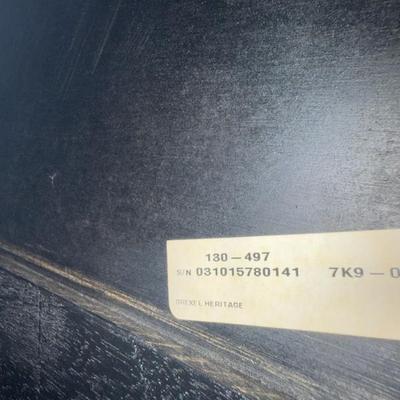 130-497
S/N 031015780141 7K9-0
DREXEL HERITAGE